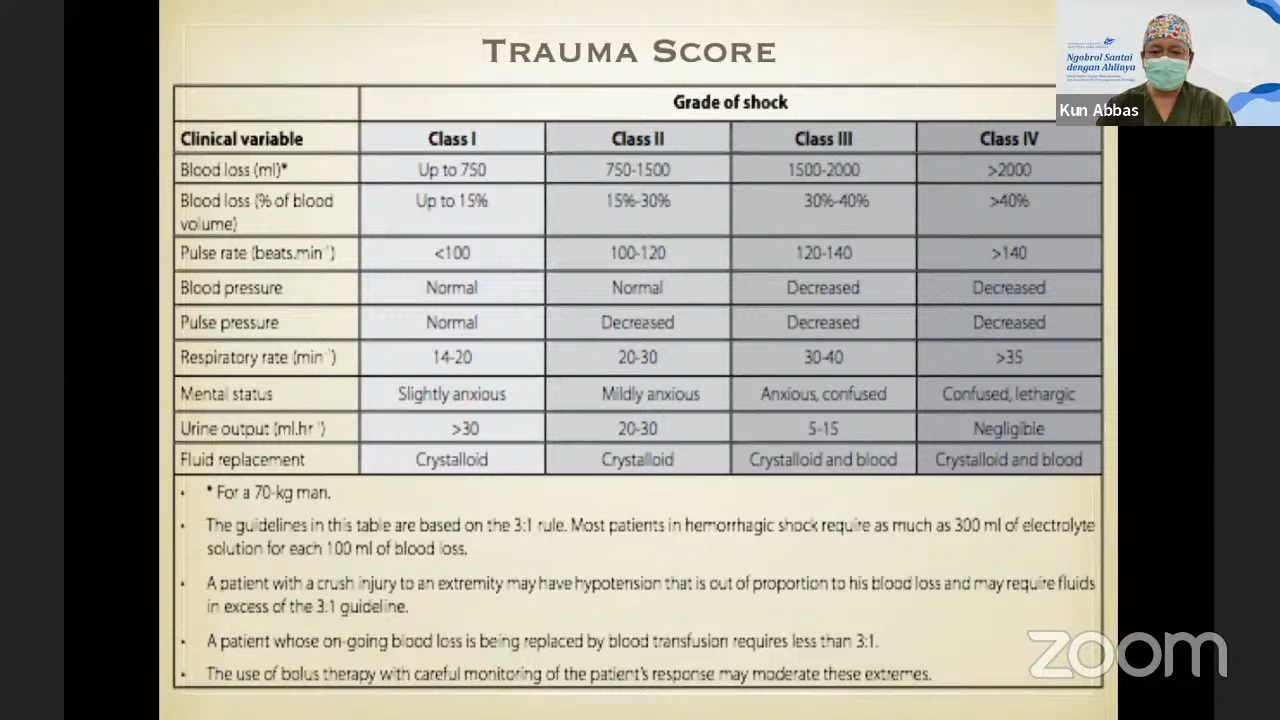 TRAUMA SCORE
Ngobrol Santai
dengan Ahlinya
Kun Abbas
Grade of shock
Clinical variable Class I Class II Class III Class IV
Blood loss (ml)* Up to 750 750-1500 1500-2000 >2000
Blood loss (% of blood
volume) Up to 15% 15%-30% 30%-40% >40%
Pulse rate (beats.min⁻¹) <100 100-120 120-140 >140
Blood pressure Normal Normal Decreased Decreased
Pulse pressure Normal Decreased Decreased Decreased
Respiratory rate (min⁻¹) 14-20 20-30 30-40 >35
Mental status Slightly anxious Mildly anxious Anxious, confused Confused, lethargic
Urine output (ml.hr⁻¹) >30 20-30 5-15 Negligible
Fluid replacement Crystalloid Crystalloid Crystalloid and blood Crystalloid and blood
• * For a 70-kg man.
• The guidelines in this table are based on the 3:1 rule. Most patients in hemorrhagic shock require as much as 300 ml of electrolyte
solution for each 100 ml of blood loss.
• A patient with a crush injury to an extremity may have hypotension that is out of proportion to his blood loss and may require fluids
in excess of the 3:1 guideline.
• A patient whose on-going blood loss is being replaced by blood transfusion requires less than 3:1.
• The use of bolus therapy with careful monitoring of the patient's response may moderate these extremes.
zoom